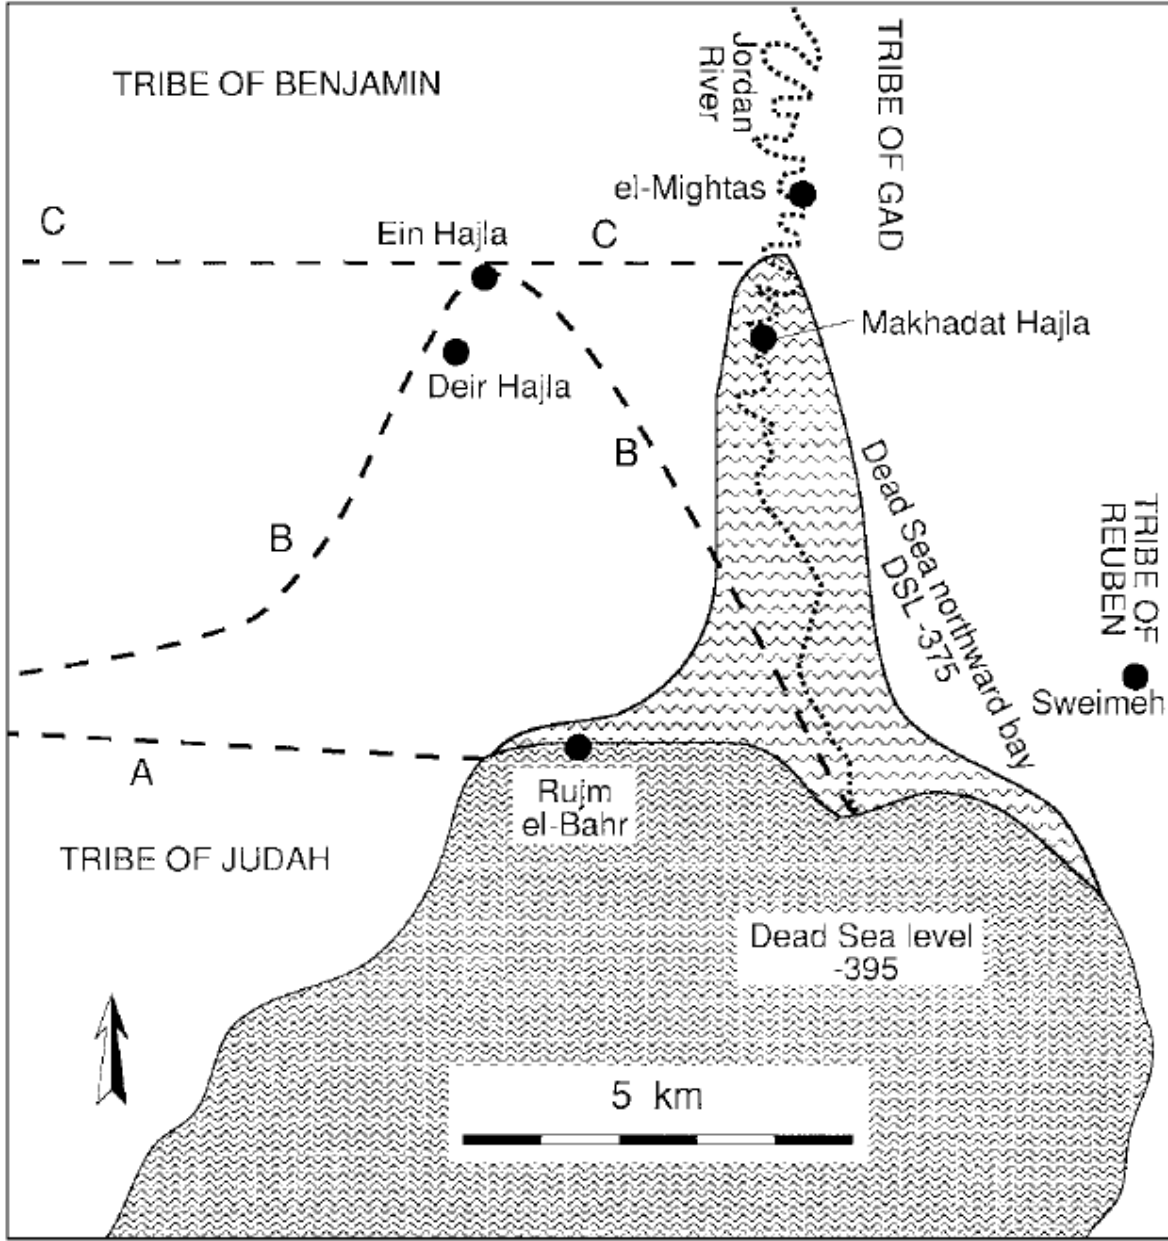 TRIBE OF BENJAMIN
Jordan
River
TRIBE OF GAD
el-Mightas
C
Ein Hajla
C
Makhadat Hajla
Deir Hajla
B
B
Dead Sea northward bay
DSL -375
TRIBE OF
REUBEN
Sweimeh
A
Rujm
el-Bahr
TRIBE OF JUDAH
Dead Sea level
-395
5 km